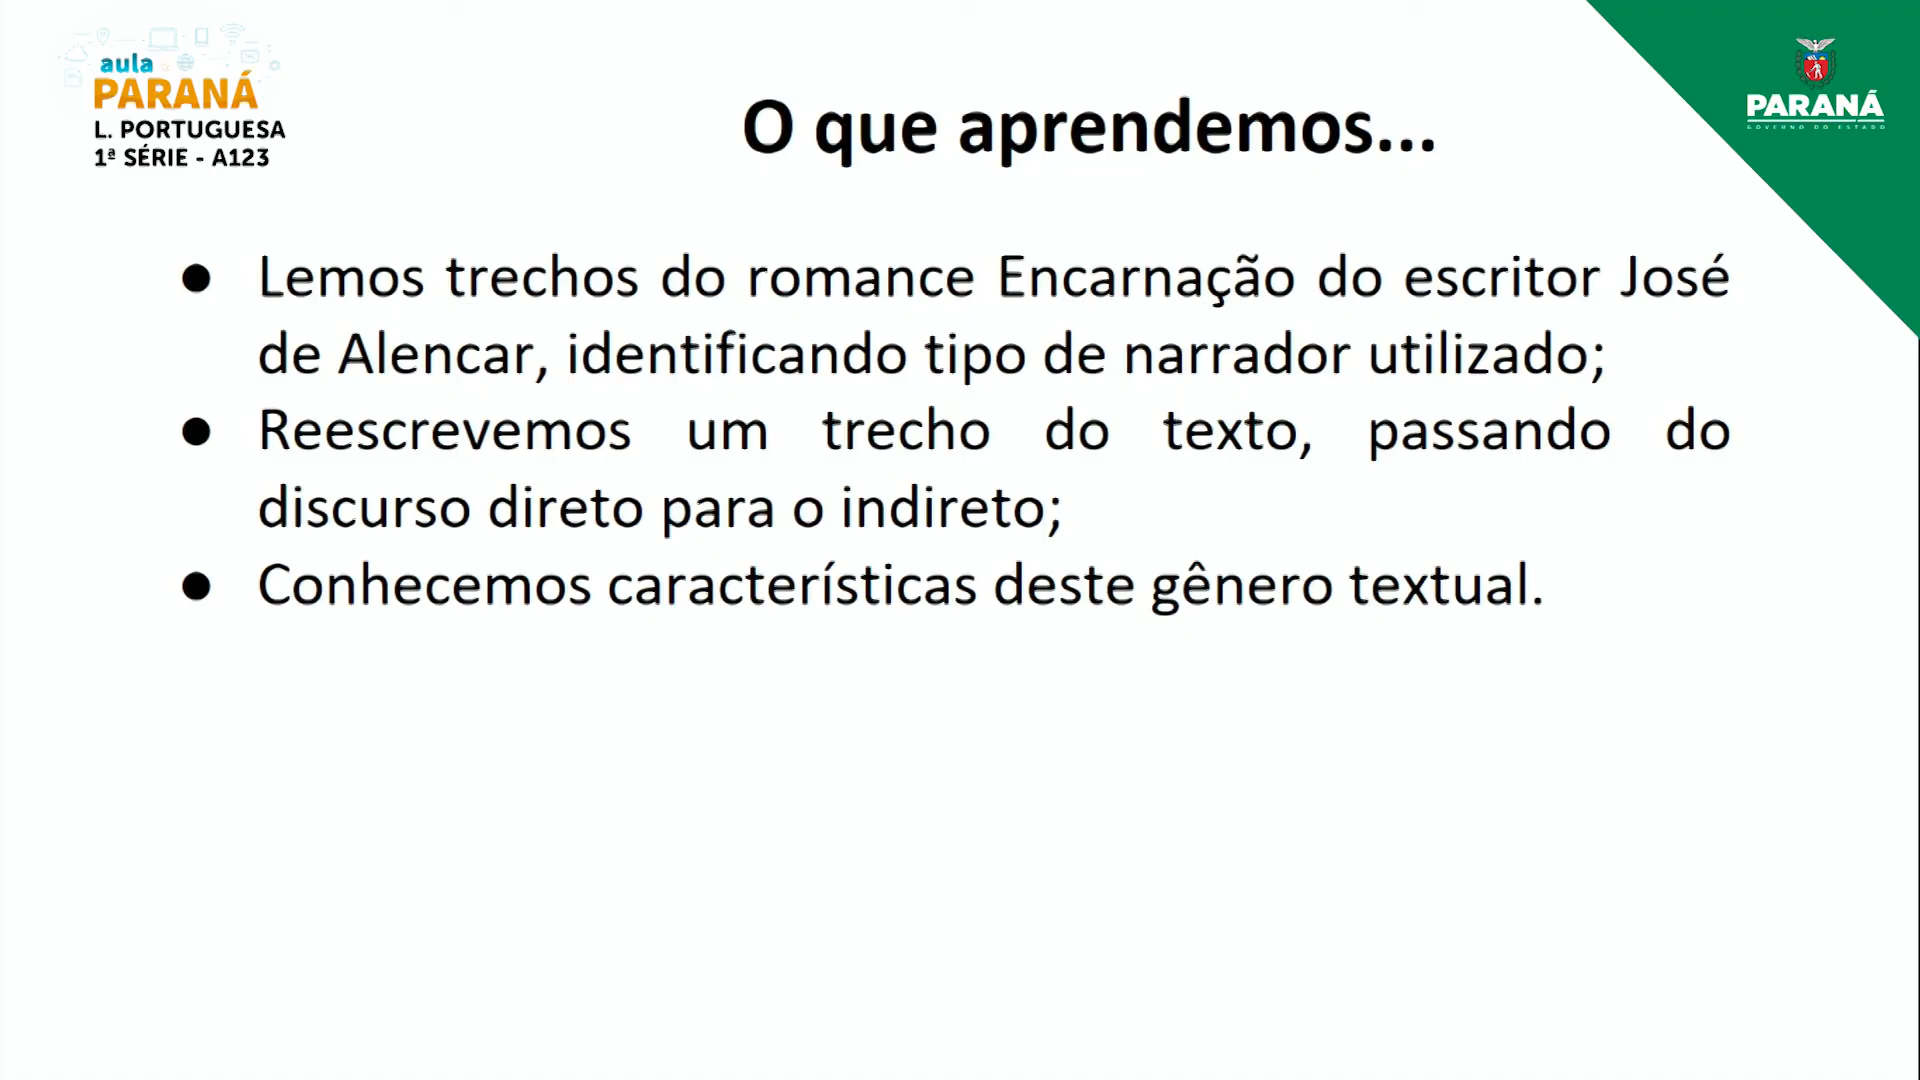 aula
PARANÁ
L. PORTUGUESA
1ª SÉRIE - A123
PARANÁ
GOVERNO DO ESTADO
O que aprendemos...
● Lemos trechos do romance Encarnação do escritor José
de Alencar, identificando tipo de narrador utilizado;
● Reescrevemos um trecho do texto, passando do
discurso direto para o indireto;
● Conhecemos características deste gênero textual.